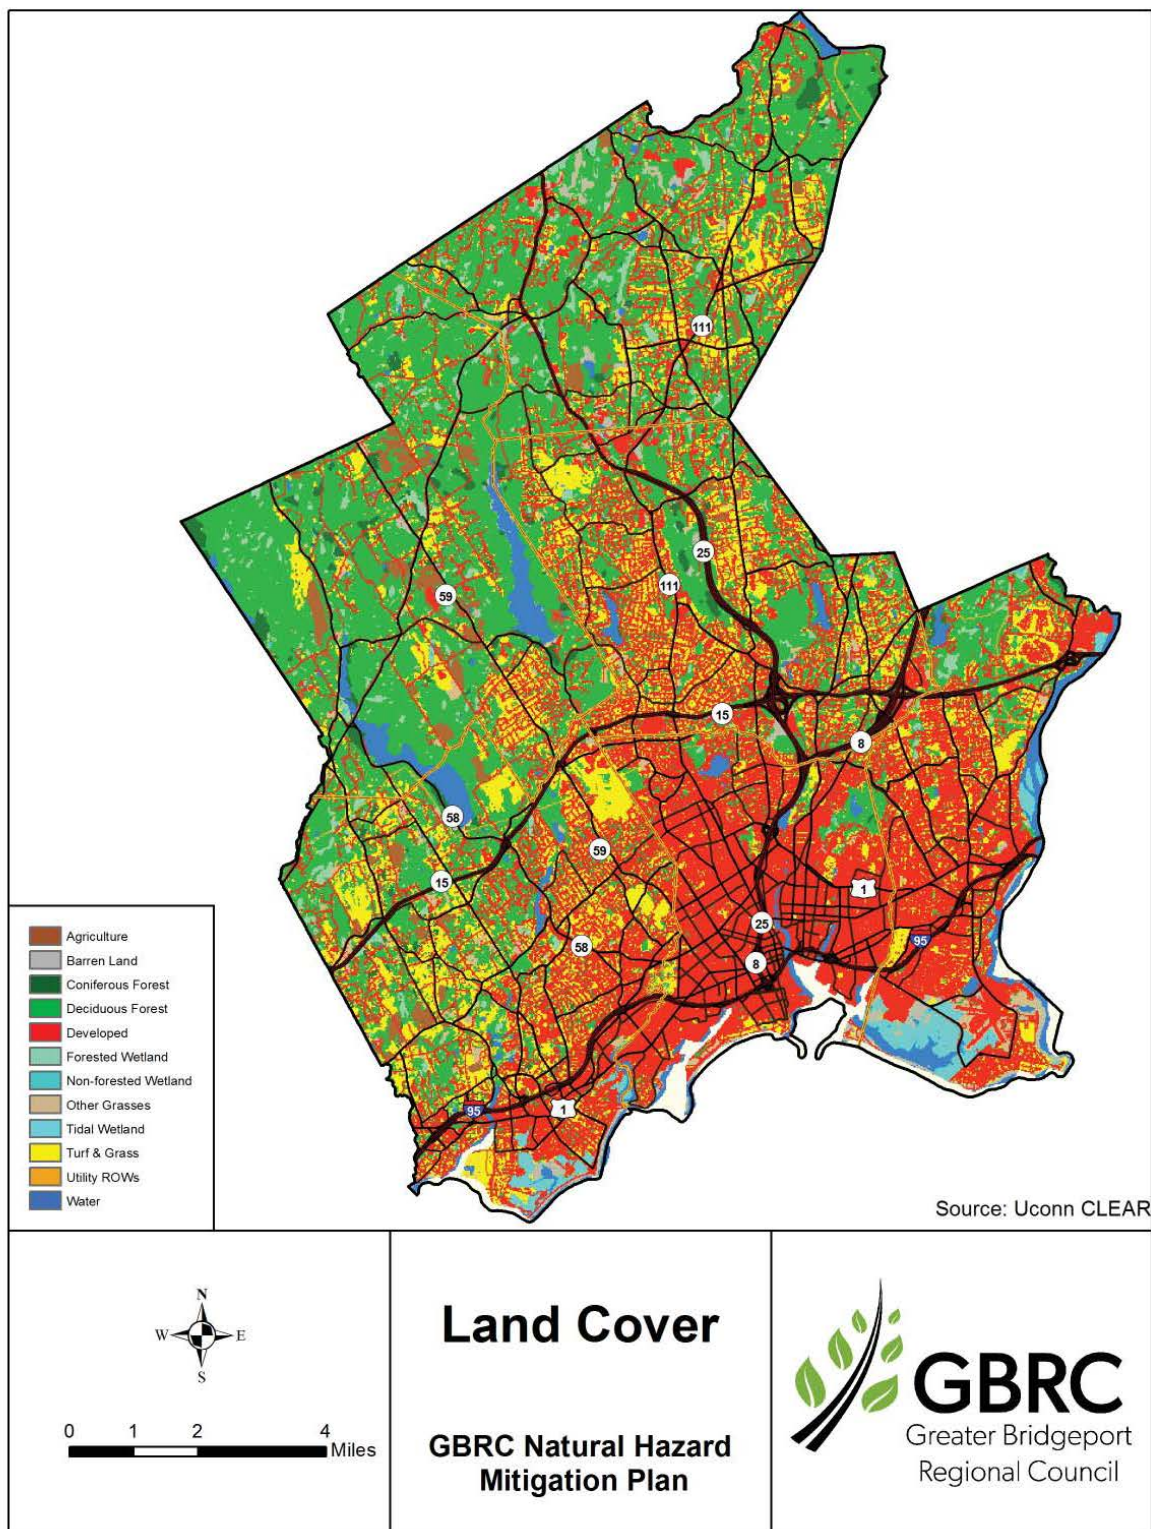 111
25
59
111
15
8
58
59
15
1
25
95
58
8
95
1
Agriculture
Barren Land
Coniferous Forest
Deciduous Forest
Developed
Forested Wetland
Non-forested Wetland
Other Grasses
Tidal Wetland
Turf & Grass
Utility ROWs
Water
Source: Uconn CLEAR
N
W E
S
0 1 2 4
Miles
Land Cover
GBRC Natural Hazard
Mitigation Plan
GBRC
Greater Bridgeport
Regional Council